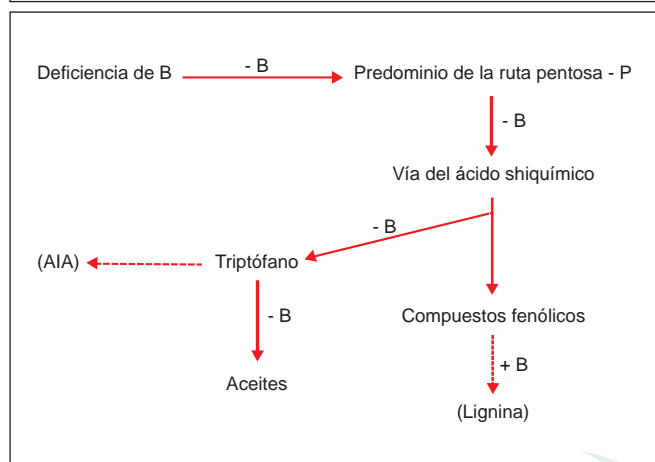 Deficiencia de B
- B
Predominio de la ruta pentosa - P
- B
Vía del ácido shiquímico
- B
(AIA)
Triptófano
- B
Compuestos fenólicos
+ B
Aceites
(Lignina)